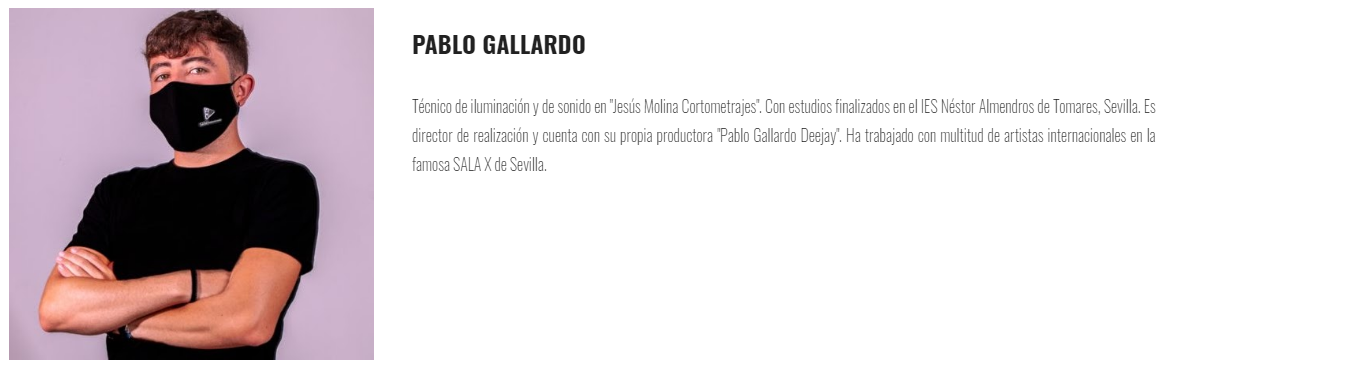 PABLO GALLARDO
Técnico de iluminación y de sonido en "Jesús Molina Cortometrajes". Con estudios finalizados en el IES Néstor Almendros de Tomares, Sevilla. Es
director de realización y cuenta con su propia productora "Pablo Gallardo Deejay". Ha trabajado con multitud de artistas internacionales en la
famosa SALA X de Sevilla.